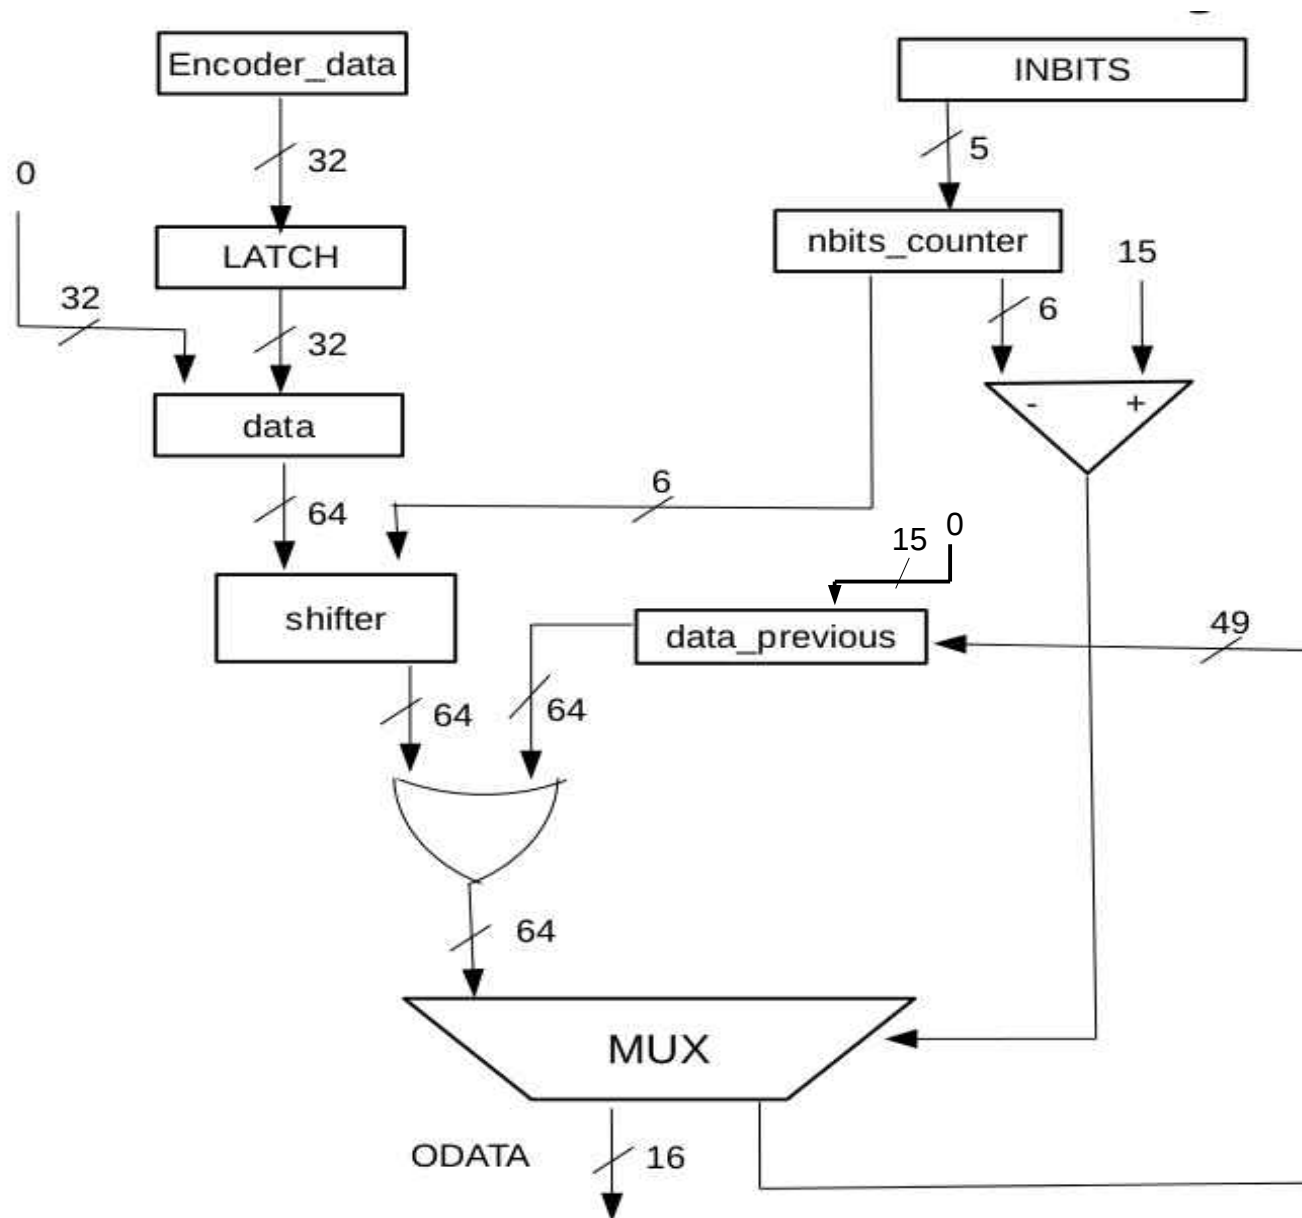 Encoder_data
INBITS
32
5
0
LATCH
nbits_counter
15
32
32
6
data
- +
64
6
15 0
shifter
data_previous
49
64
64
64
MUX
ODATA
16